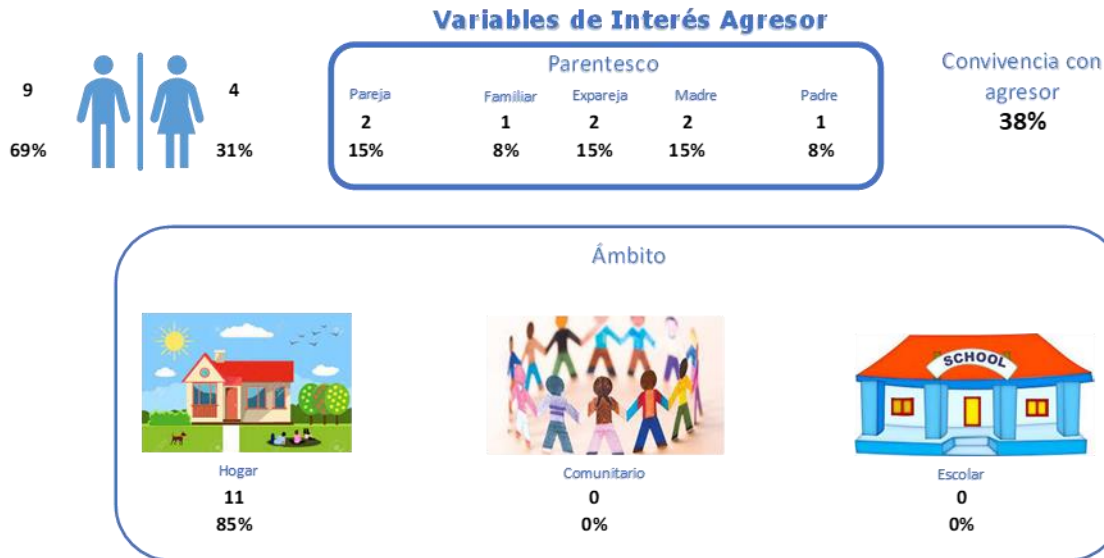 Variables de Interés Agresor
9
4
69%
31%
Parentesco
Pareja
Familiar
Expareja
Madre
Padre
2
1
2
2
1
15%
8%
15%
15%
8%
Convivencia con
agresor
38%
Ámbito
SCHOOL
Hogar
Comunitario
Escolar
11
0
0
85%
0%
0%